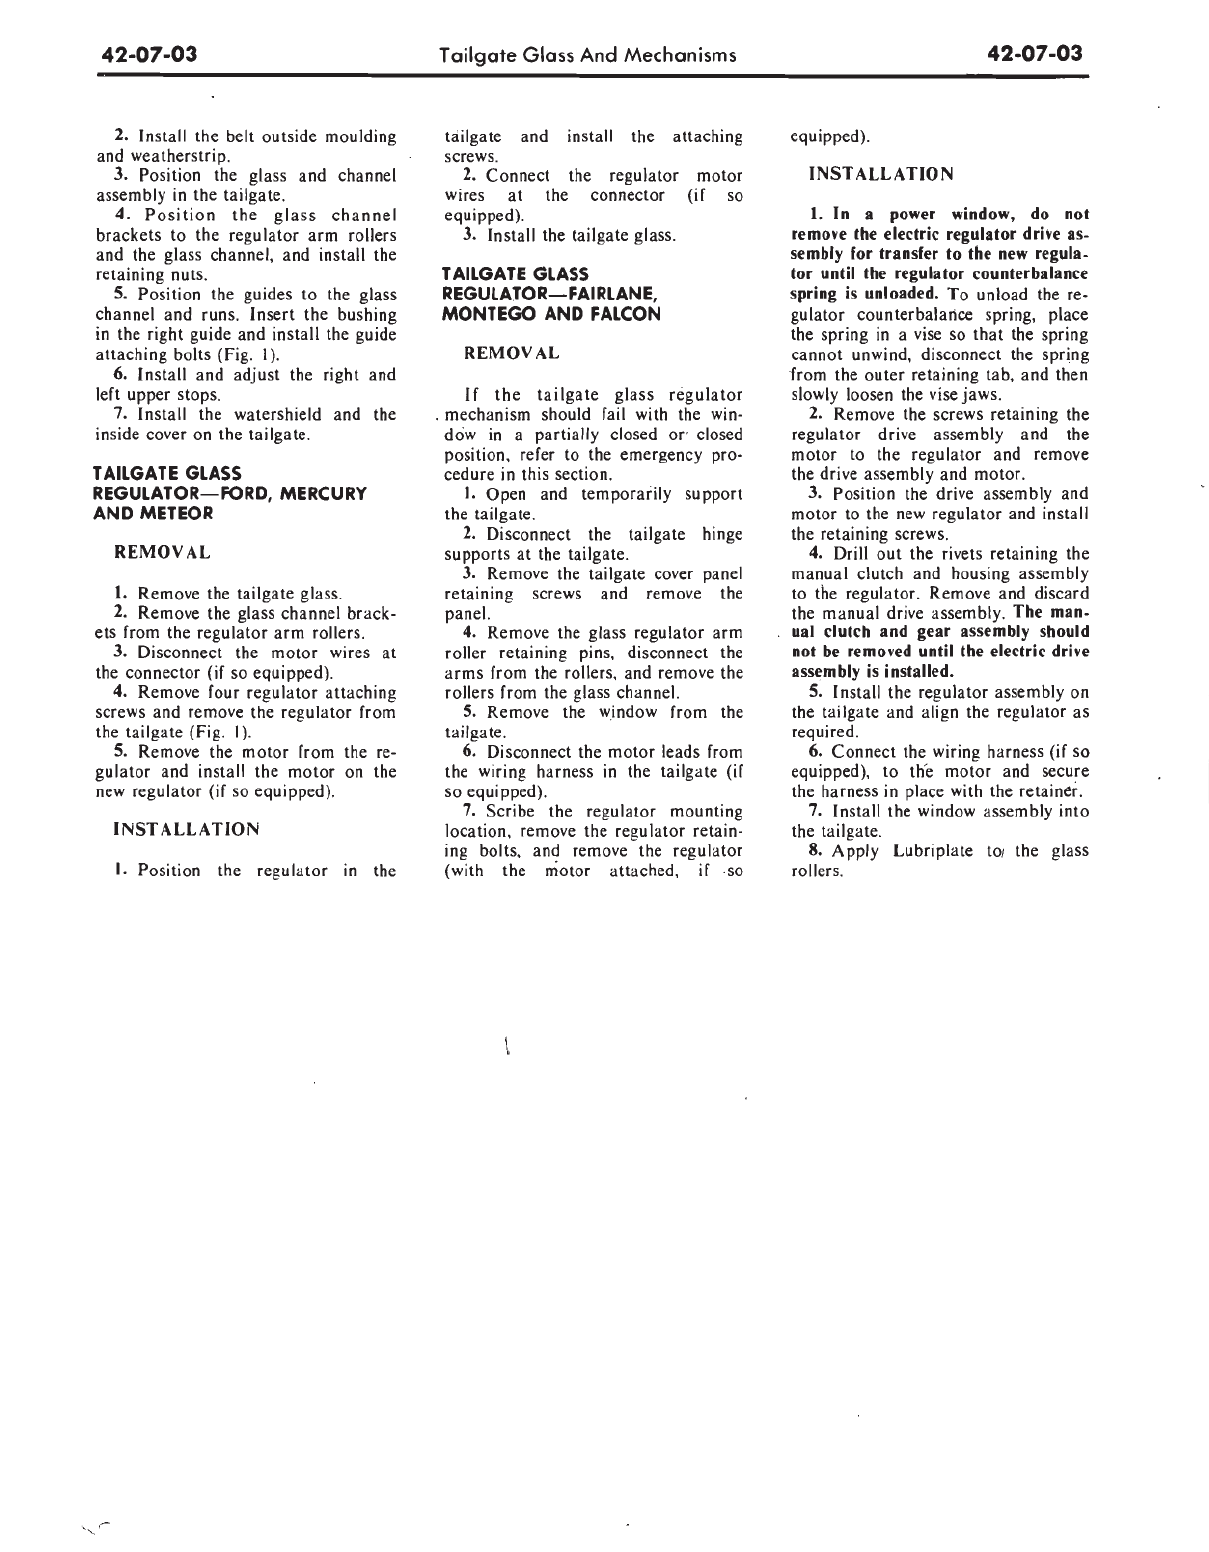 42-07-03 Tailgate Glass And Mechanisms 42-07-03
2. Install the belt outside moulding
and weatherstrip.
3. Position the glass and channel
assembly in the tailgate.
4. Position the glass channel
brackets to the regulator arm rollers
and the glass channel, and install the
retaining nuts.
5. Position the guides to the glass
channel and runs. Insert the bushing
in the right guide and install the guide
attaching bolts (Fig. 1).
6. Install and adjust the right and
left upper stops.
7. Install the watershield and the
inside cover on the tailgate.
TAILGATE GLASS
REGULATOR—FORD, MERCURY
AND METEOR
REMOVAL
1. Remove the tailgate glass.
2. Remove the glass channel brack-
ets from the regulator arm rollers.
3. Disconnect the motor wires at
the connector (if so equipped).
4. Remove four regulator attaching
screws and remove the regulator from
the tailgate (Fig. 1).
5. Remove the motor from the re-
gulator and install the motor on the
new regulator (if so equipped).
INSTALLATION
1. Position the regulator in the
tailgate and install the attaching
screws.
2. Connect the regulator motor
wires at the connector (if so
equipped).
3. Install the tailgate glass.
TAILGATE GLASS
REGULATOR—FAIRLANE,
MONTEGO AND FALCON
REMOVAL
If the tailgate glass regulator
mechanism should fail with the win-
dow in a partially closed or closed
position, refer to the emergency pro-
cedure in this section.
1. Open and temporarily support
the tailgate.
2. Disconnect the tailgate hinge
supports at the tailgate.
3. Remove the tailgate cover panel
retaining screws and remove the
panel.
4. Remove the glass regulator arm
roller retaining pins, disconnect the
arms from the rollers, and remove the
rollers from the glass channel.
5. Remove the window from the
tailgate.
6. Disconnect the motor leads from
the wiring harness in the tailgate (if
so equipped).
7. Scribe the regulator mounting
location, remove the regulator retain-
ing bolts, and remove the regulator
(with the motor attached, if so
equipped).
INSTALLATION
1. In a power window, do not
remove the electric regulator drive as-
sembly for transfer to the new regula-
tor until the regulator counterbalance
spring is unloaded. To unload the re-
gulator counterbalance spring, place
the spring in a vise so that the spring
cannot unwind, disconnect the spring
from the outer retaining tab, and then
slowly loosen the vise jaws.
2. Remove the screws retaining the
regulator drive assembly and the
motor to the regulator and remove
the drive assembly and motor.
3. Position the drive assembly and
motor to the new regulator and install
the retaining screws.
4. Drill out the rivets retaining the
manual clutch and housing assembly
to the regulator. Remove and discard
the manual drive assembly. The man-
ual clutch and gear assembly should
not be removed until the electric drive
assembly is installed.
5. Install the regulator assembly on
the tailgate and align the regulator as
required.
6. Connect the wiring harness (if so
equipped), to the motor and secure
the harness in place with the retainer.
7. Install the window assembly into
the tailgate.
8. Apply Lubriplate to the glass
rollers.